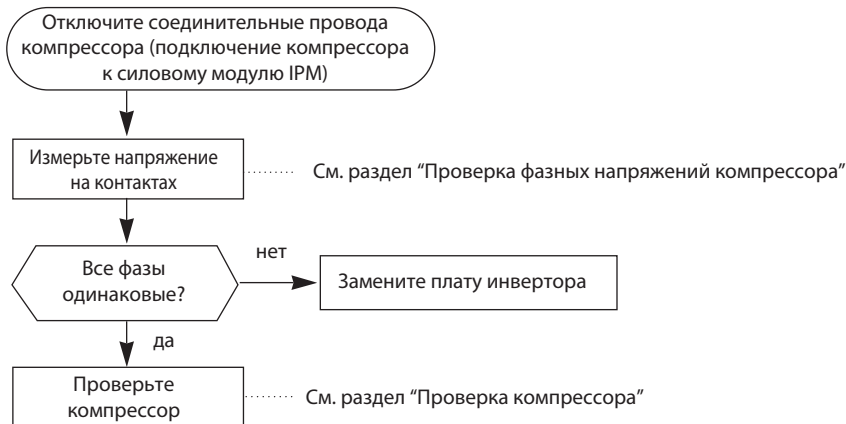 Отключите соединительные провода
компрессора (подключение компрессора
к силовому модулю IPM)
Измерьте напряжение
на контактах
См. раздел “Проверка фазных напряжений компрессора”
Все фазы
одинаковые?
нет
Замените плату инвертора
да
Проверьте
компрессор
См. раздел “Проверка компрессора”